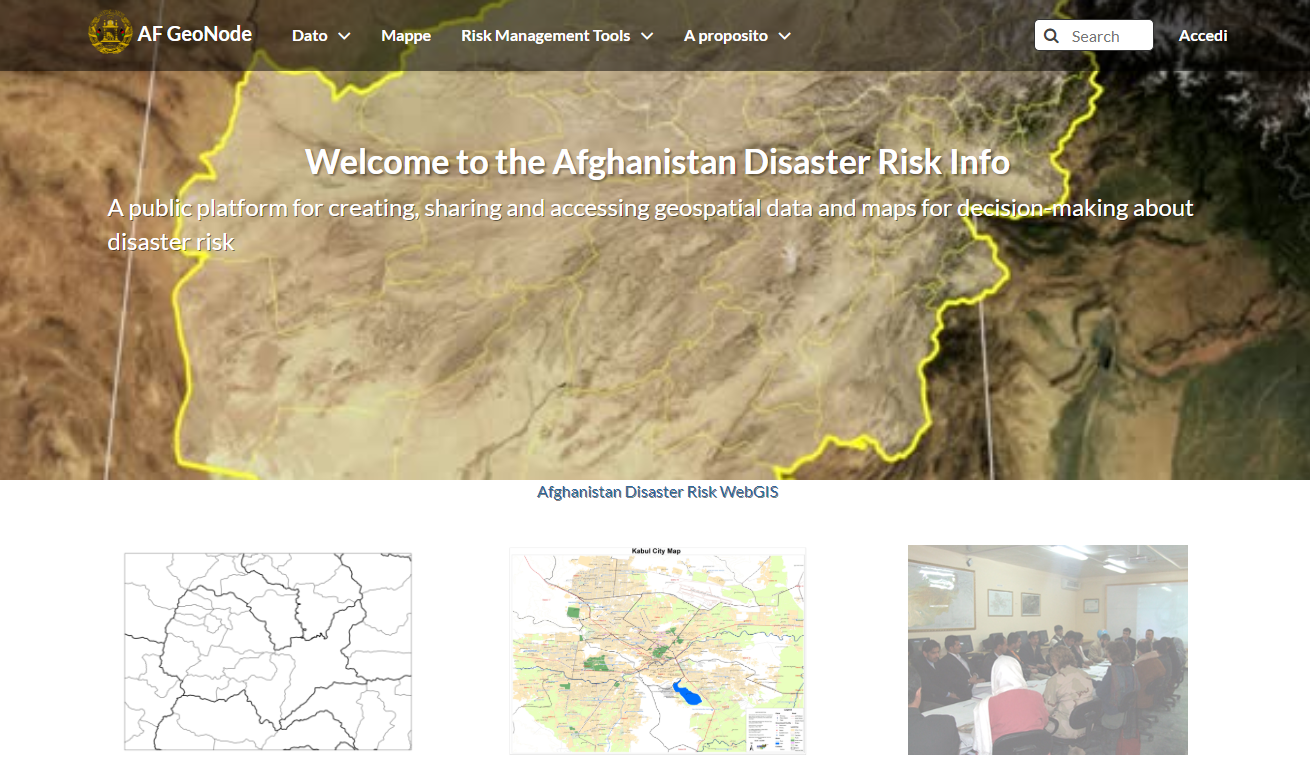 AF GeoNode Dato Mappe Risk Management Tools A proposito Search Accedi
Welcome to the Afghanistan Disaster Risk Info
A public platform for creating, sharing and accessing geospatial data and maps for decision-making about
disaster risk
Afghanistan Disaster Risk WebGIS
Kabul City Map